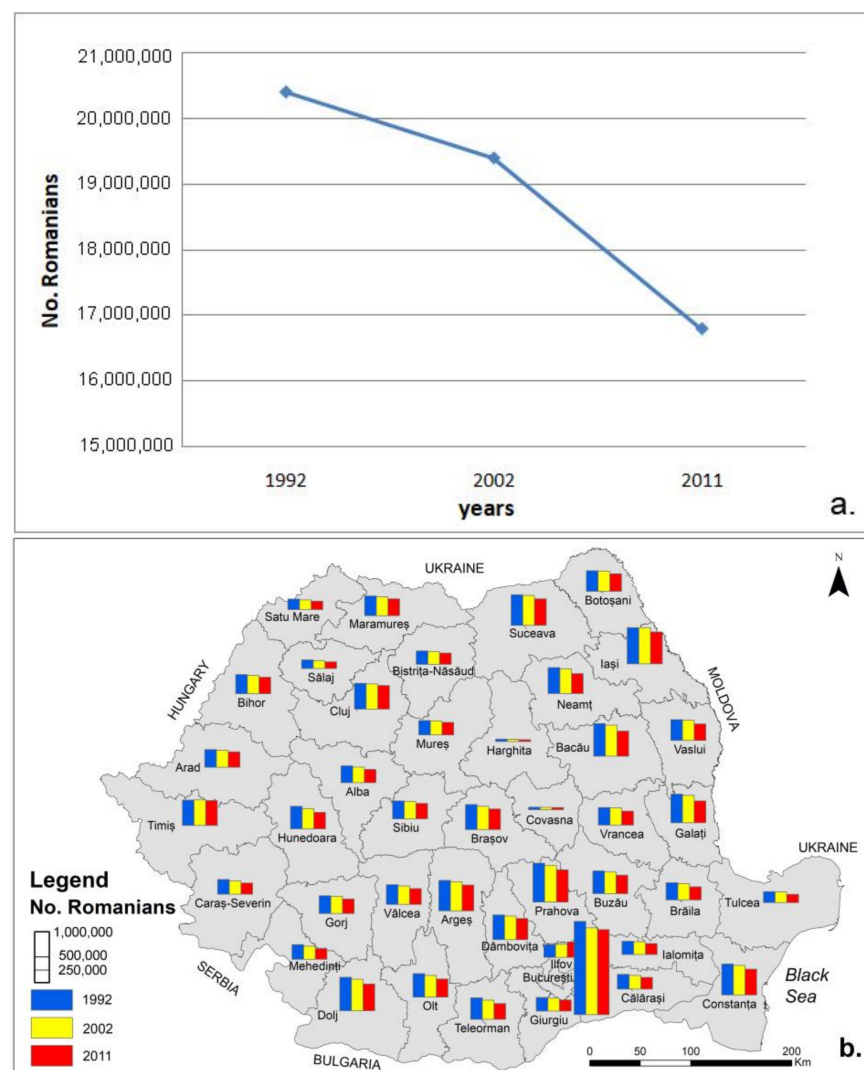 21,000,000
20,000,000
19,000,000
18,000,000
17,000,000
16,000,000
15,000,000
No. Romanians
1992 2002 2011
years
a.
UKRAINE
N
Botoșani
Satu Mare
Maramureș
Suceava
Iași
Sălaj
Bistrița-Năsăud
HUNGARY
MOLDOVA
Bihor
Cluj
Neamț
Mureș
Harghita
Bacău
Vaslui
Arad
Alba
Timiș
Hunedoara
Sibiu
Brașov
Covasna
Vrancea
Galați
UKRAINE
Legend
No. Romanians
1,000,000
500,000
250,000
1992
2002
2011
Caraș-Severin
Gorj
Vâlcea
Argeș
Prahova
Buzău
Brăila
Tulcea
Dâmbovița
Mehedinți
SERBIA
Ilfov
București
Ialomița
Călărași
Constanța
Black
Sea
Dolj
Olt
Teleorman
Giurgiu
BULGARIA
0 50 100 200
Km
b.